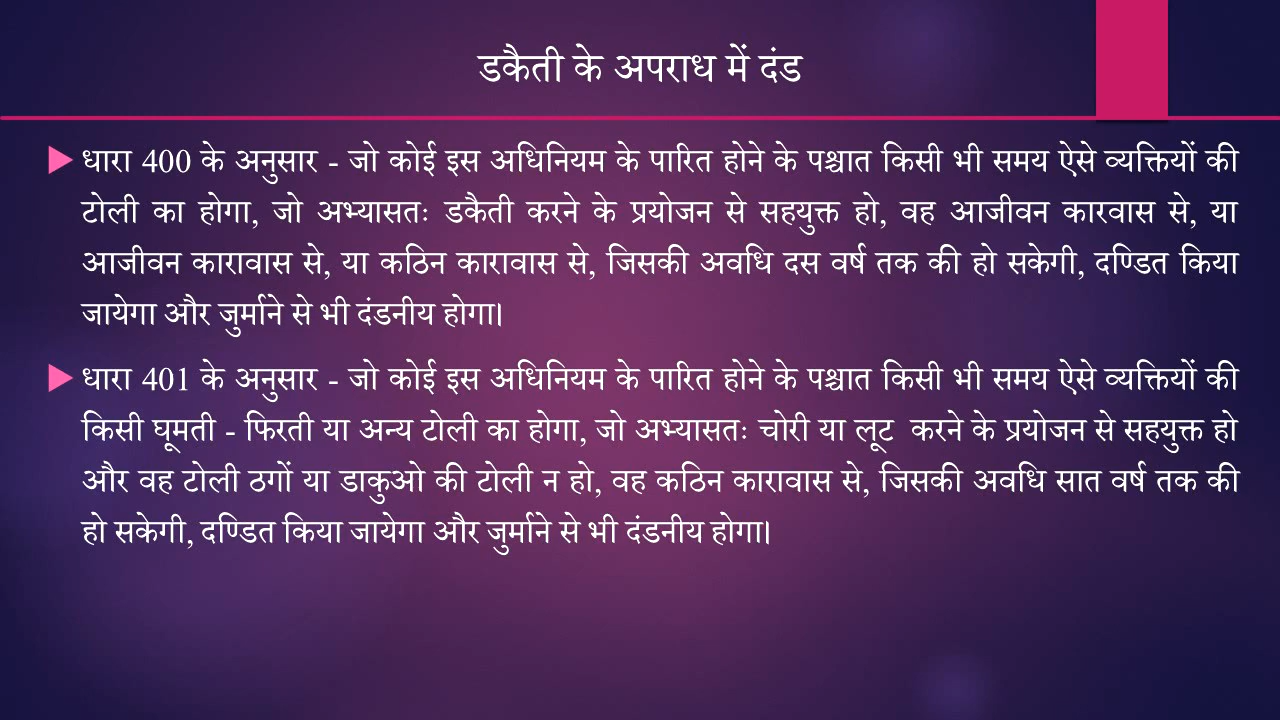 डकैती के अपराध में दंड
धारा 400 के अनुसार - जो कोई इस अधिनियम के पारित होने के पश्चात किसी भी समय ऐसे व्यक्तियों की
टोली का होगा, जो अभ्यासतः डकैती करने के प्रयोजन से सहयुक्त हो, वह आजीवन कारवास से, या
आजीवन कारावास से, या कठिन कारावास से, जिसकी अवधि दस वर्ष तक की हो सकेगी, दण्डित किया
जायेगा और जुर्माने से भी दंडनीय होगा।
धारा 401 के अनुसार - जो कोई इस अधिनियम के पारित होने के पश्चात किसी भी समय ऐसे व्यक्तियों की
किसी घूमती - फिरती या अन्य टोली का होगा, जो अभ्यासतः चोरी या लूट करने के प्रयोजन से सहयुक्त हो
और वह टोली ठगों या डाकुओ की टोली न हो, वह कठिन कारावास से, जिसकी अवधि सात वर्ष तक की
हो सकेगी, दण्डित किया जायेगा और जुर्माने से भी दंडनीय होगा।